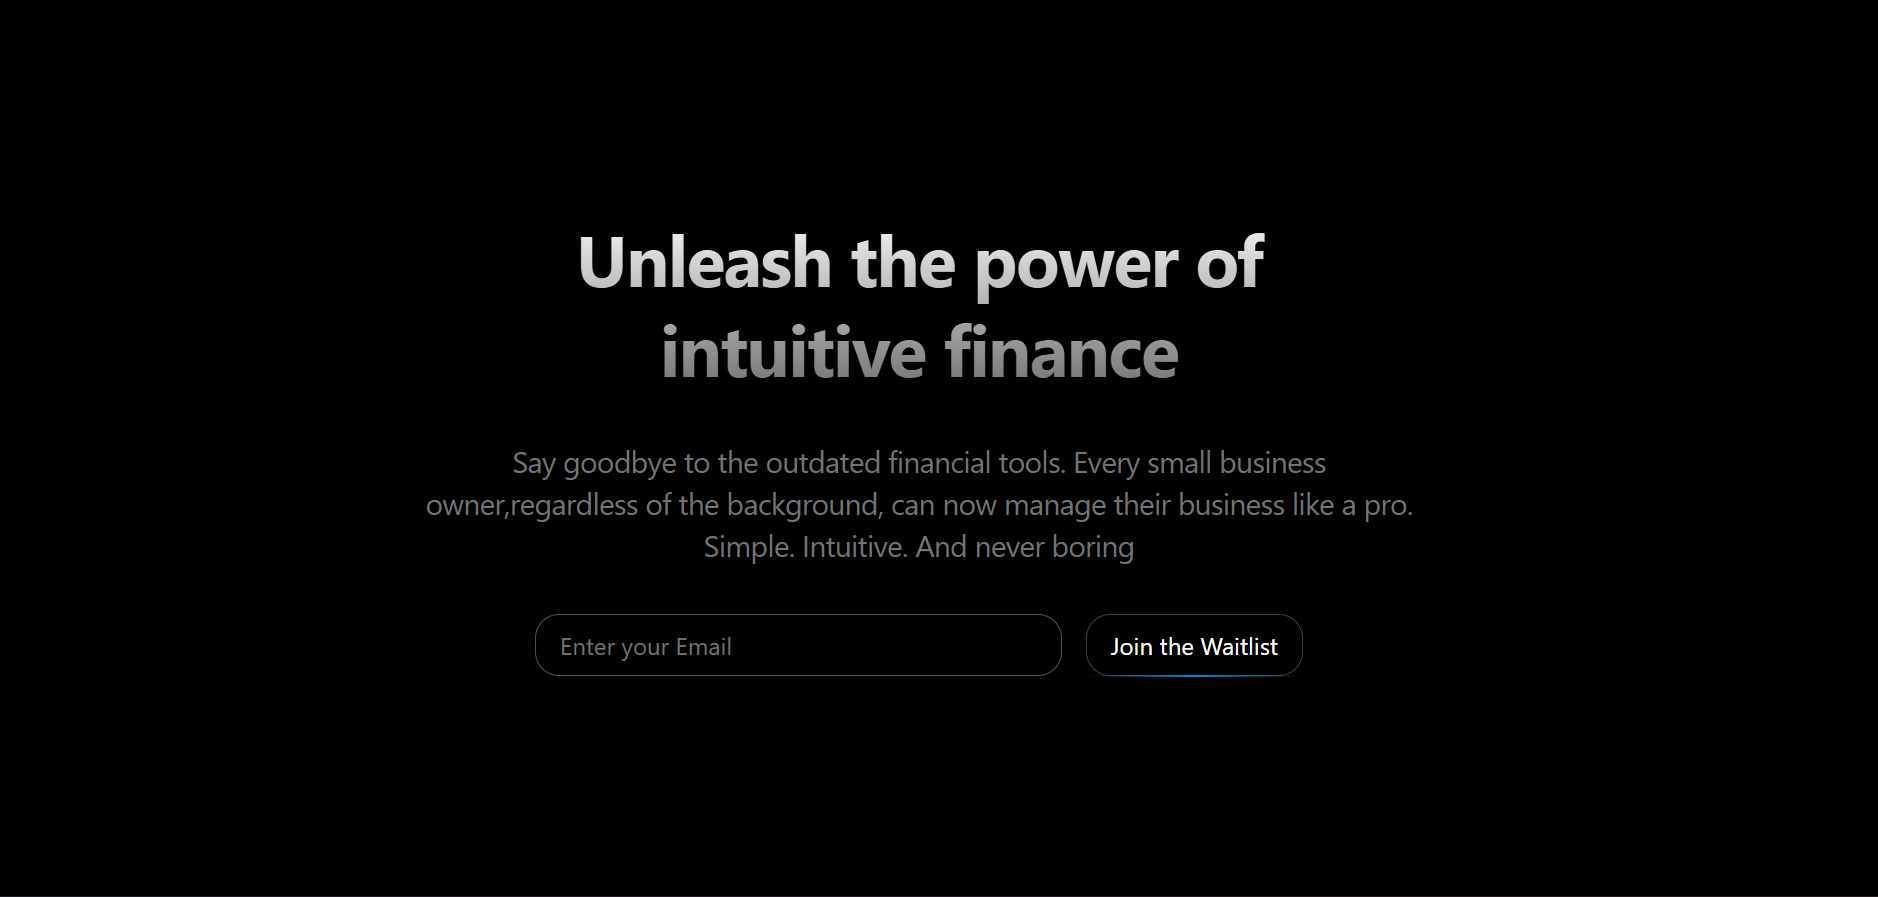 Unleash the power of
intuitive finance
Say goodbye to the outdated financial tools. Every small business
owner,regardless of the background, can now manage their business like a pro.
Simple. Intuitive. And never boring
Enter your Email
Join the Waitlist